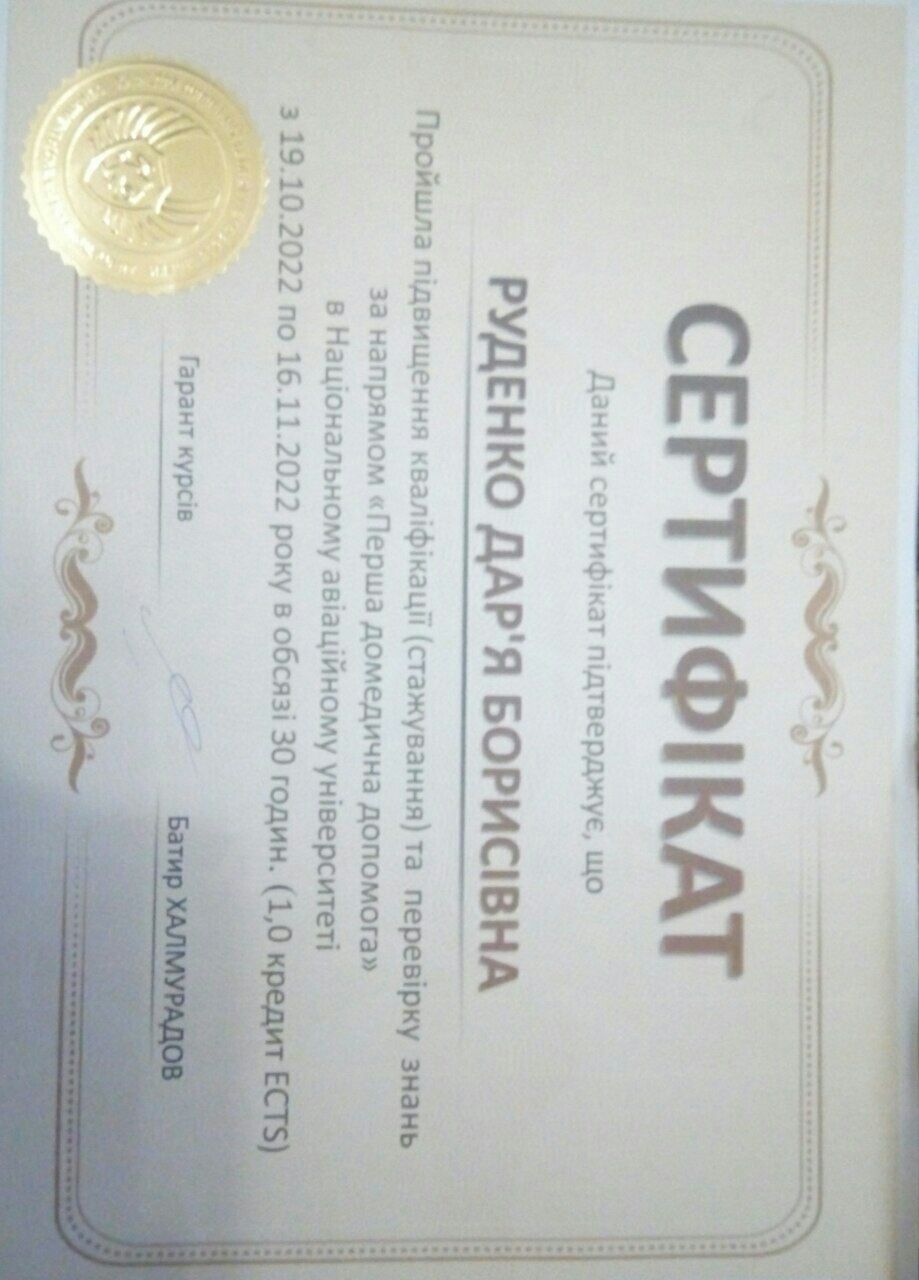 СЕРТИФІКАТ
Даний сертифікат підтверджує, що
РУДЕНКО ДАР'Я БОРИСІВНА
Пройшла підвищення кваліфікації (стажування) та перевірку знань
за напрямом «Перша домедична допомога»
в Національному авіаційному університеті
з 19.10.2022 по 16.11.2022 року в обсязі 30 годин. (1,0 кредит ECTS)
Гарант курсів
Батир ХАЛМУРАДОВ